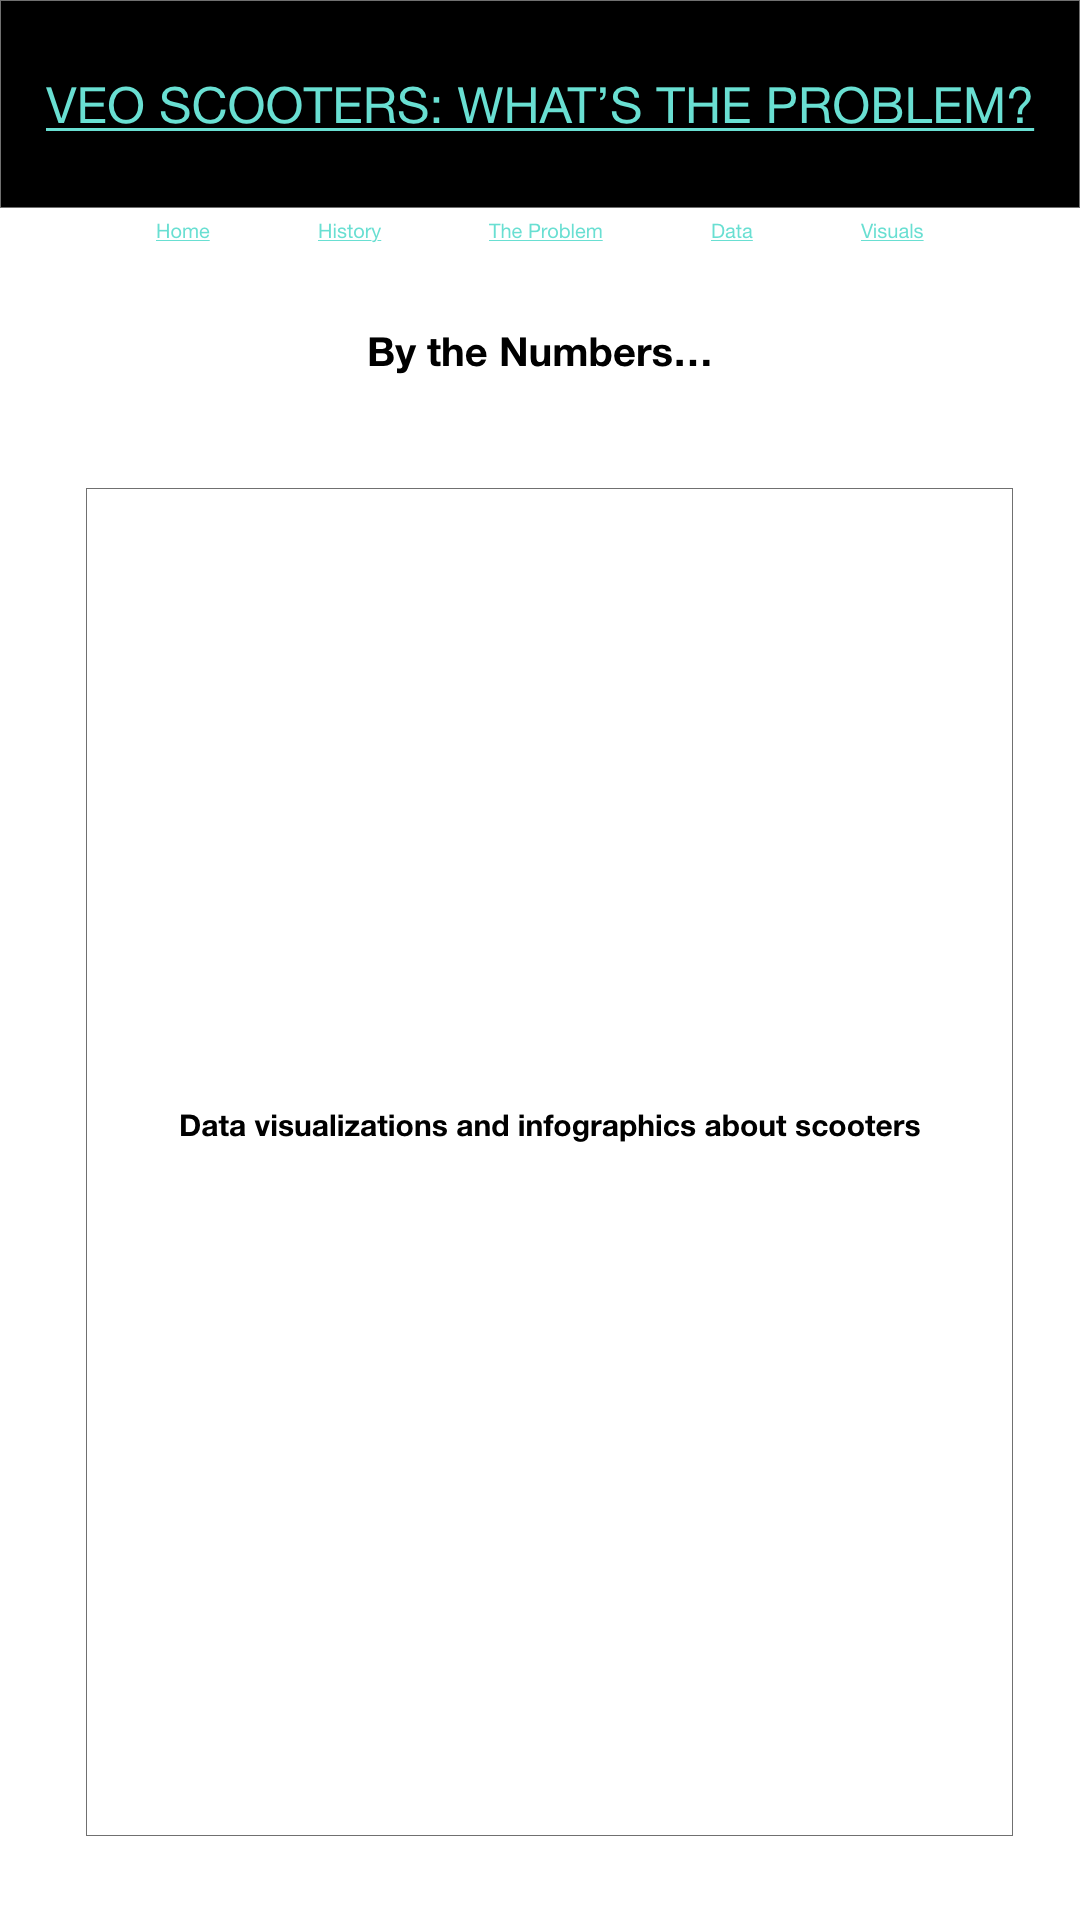 VEO SCOOTERS: WHAT’S THE PROBLEM?
Home History The Problem Data Visuals
By the Numbers…
Data visualizations and infographics about scooters